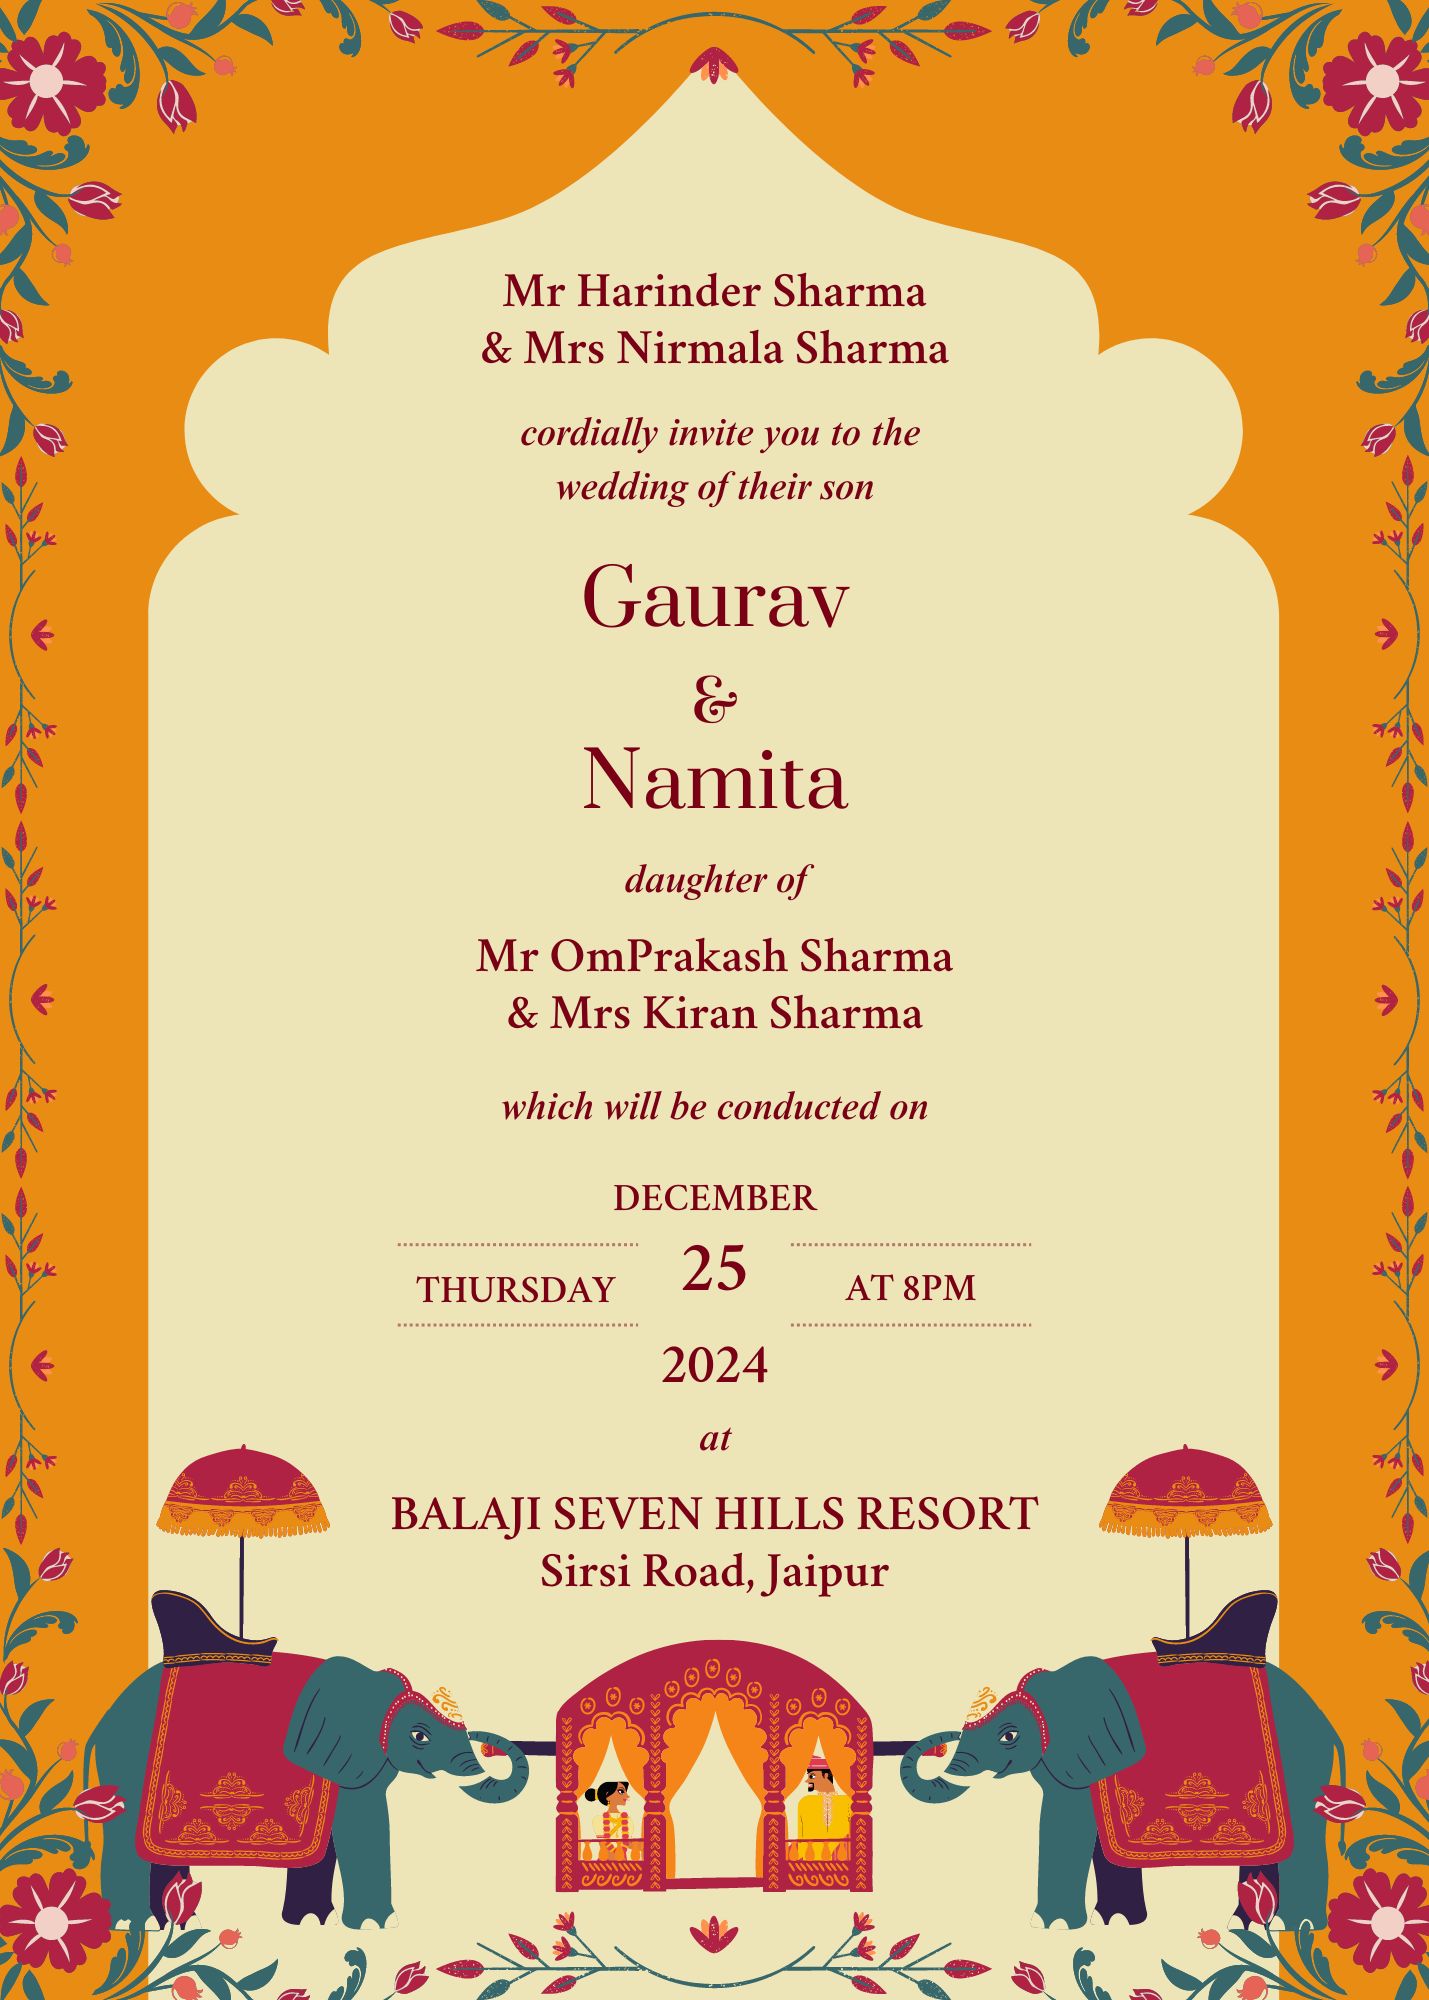 Mr Harinder Sharma
& Mrs Nirmala Sharma
cordially invite you to the
wedding of their son
Gaurav
&
Namita
daughter of
Mr OmPrakash Sharma
& Mrs Kiran Sharma
which will be conducted on
DECEMBER
THURSDAY 25 AT 8PM
2024
at
BALAJI SEVEN HILLS RESORT
Sirsi Road, Jaipur